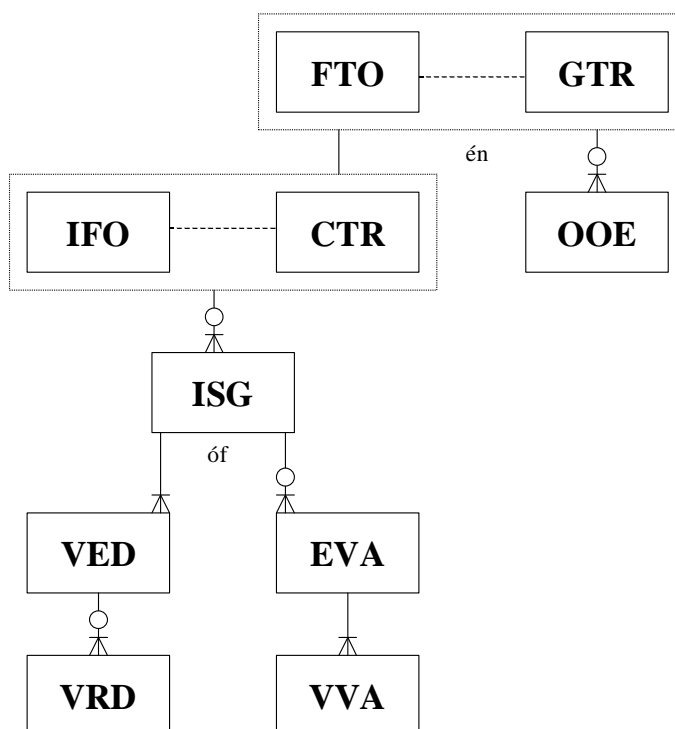 FTO GTR
én
IFO CTR OOE
ISG
óf
VED EVA
VRD VVA